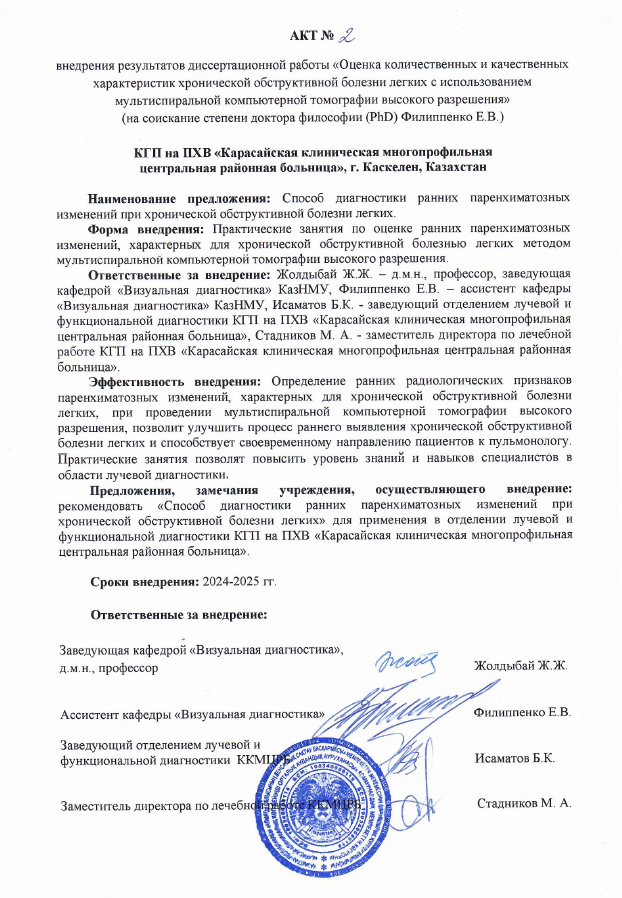 АКТ № 2
внедрения результатов диссертационной работы «Оценка количественных и качественных
характеристик хронической обструктивной болезни легких с использованием
мультиспиральной компьютерной томографии высокого разрешения»
(на соискание степени доктора философии (PhD) Филиппенко Е.В.)
КГП на ПХВ «Карасайская клиническая многопрофильная
центральная районная больница», г. Каскелен, Казахстан
Наименование предложения: Способ диагностики ранних паренхиматозных
изменений при хронической обструктивной болезни легких.
Форма внедрения: Практические занятия по оценке ранних паренхиматозных
изменений, характерных для хронической обструктивной болезнью легких методом
мультиспиральной компьютерной томографии высокого разрешения.
Ответственные за внедрение: Жолдыбай Ж.Ж. – д.м.н., профессор, заведующая
кафедрой «Визуальная диагностика» КазНМУ, Филиппенко Е.В. – ассистент кафедры
«Визуальная диагностика» КазНМУ, Исаматов Б.К. - заведующий отделением лучевой и
функциональной диагностики КГП на ПХВ «Карасайская клиническая многопрофильная
центральная районная больница», Стадников М. А. - заместитель директора по лечебной
работе КГП на ПХВ «Карасайская клиническая многопрофильная центральная районная
больница».
Эффективность внедрения: Определение ранних радиологических признаков
паренхиматозных изменений, характерных для хронической обструктивной болезни
легких, при проведении мультиспиральной компьютерной томографии высокого
разрешения, позволит улучшить процесс раннего выявления хронической обструктивной
болезни легких и способствует своевременному направлению пациентов к пульмонологу.
Практические занятия позволят повысить уровень знаний и навыков специалистов в
области лучевой диагностики.
Предложения, замечания учреждения, осуществляющего внедрение:
рекомендовать «Способ диагностики ранних паренхиматозных изменений при
хронической обструктивной болезни легких» для применения в отделении лучевой и
функциональной диагностики КГП на ПХВ «Карасайская клиническая многопрофильная
центральная районная больница».
Сроки внедрения: 2024-2025 гг.
Ответственные за внедрение:
Заведующая кафедрой «Визуальная диагностика»,
д.м.н., профессор Жолдыбай Ж.Ж.
Ассистент кафедры «Визуальная диагностика» Филиппенко Е.В.
Заведующий отделением лучевой и
функциональной диагностики ККМЦРБ Исаматов Б.К.
Заместитель директора по лечебной работе ККМЦРБ Стадников М. А.